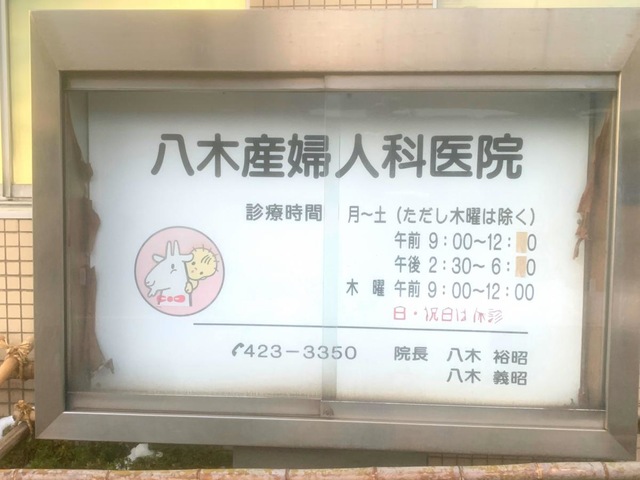 八木産婦人科医院
診療時間 月〜土（ただし木曜は除く）
午前 9：00〜12： 0
午後 2：30〜6： 0
木 曜 午前 9：00〜12：00
日・祝日は休診
423－3350 院長 八木 裕昭
八木 義昭